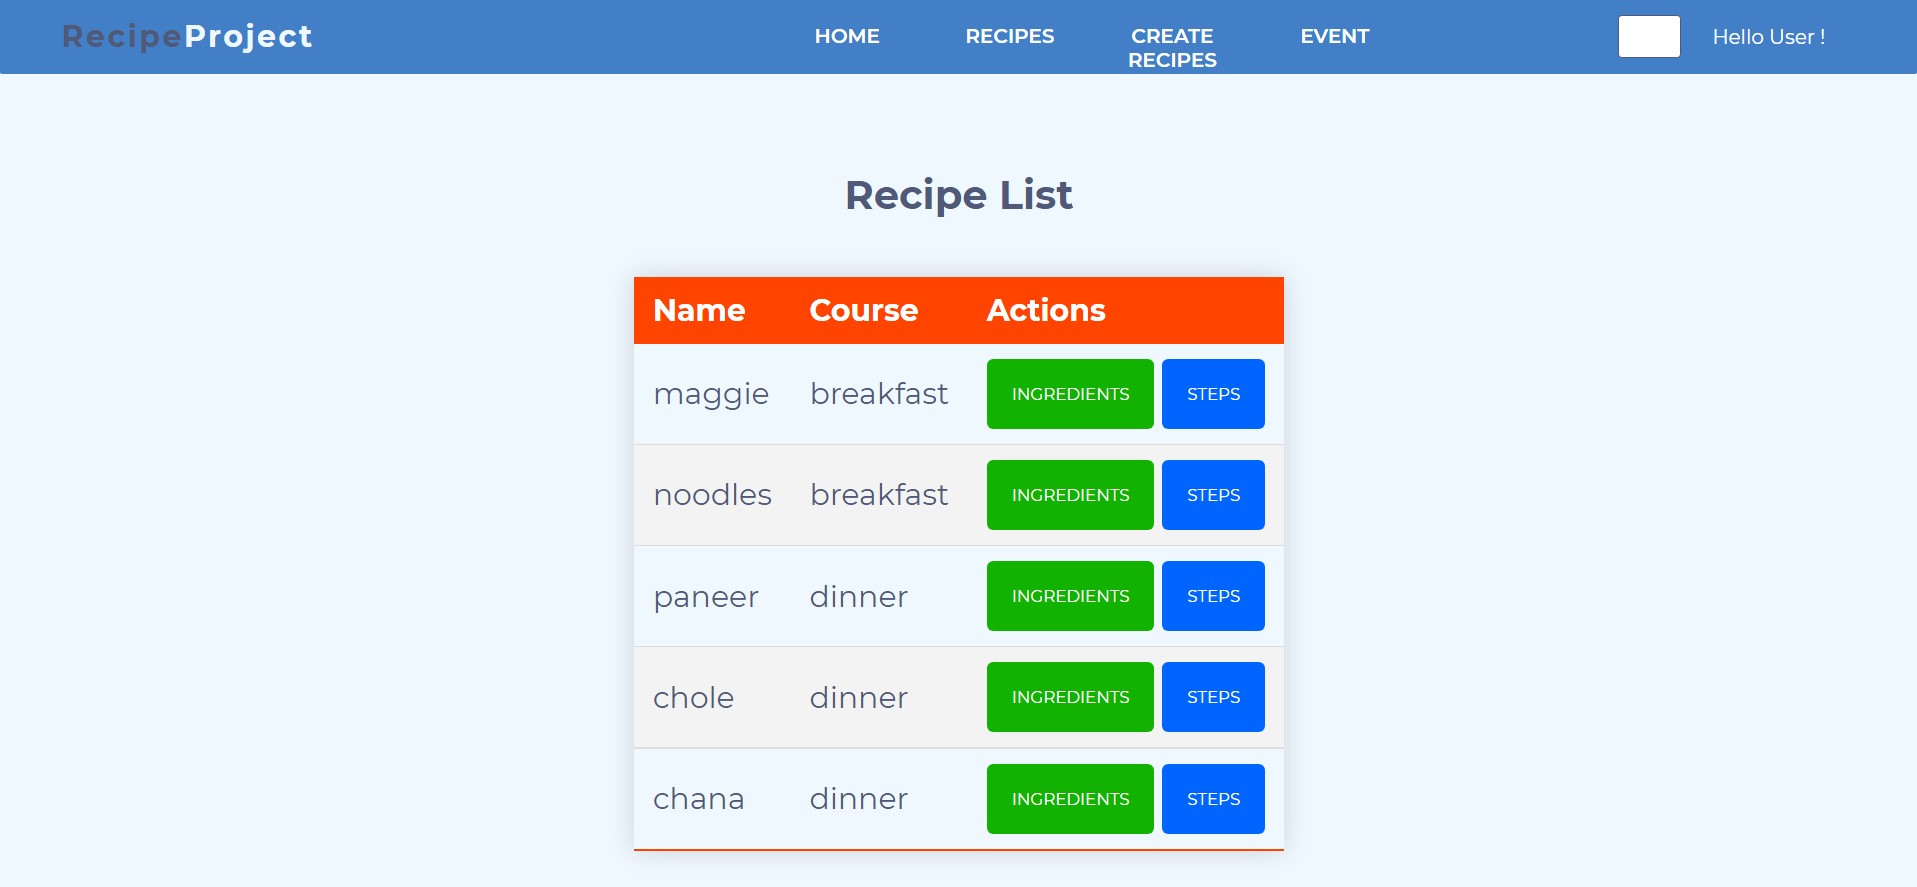 RecipeProject HOME RECIPES CREATE RECIPES EVENT Hello User !
Recipe List
Name Course Actions
maggie breakfast INGREDIENTS STEPS
noodles breakfast INGREDIENTS STEPS
paneer dinner INGREDIENTS STEPS
chole dinner INGREDIENTS STEPS
chana dinner INGREDIENTS STEPS